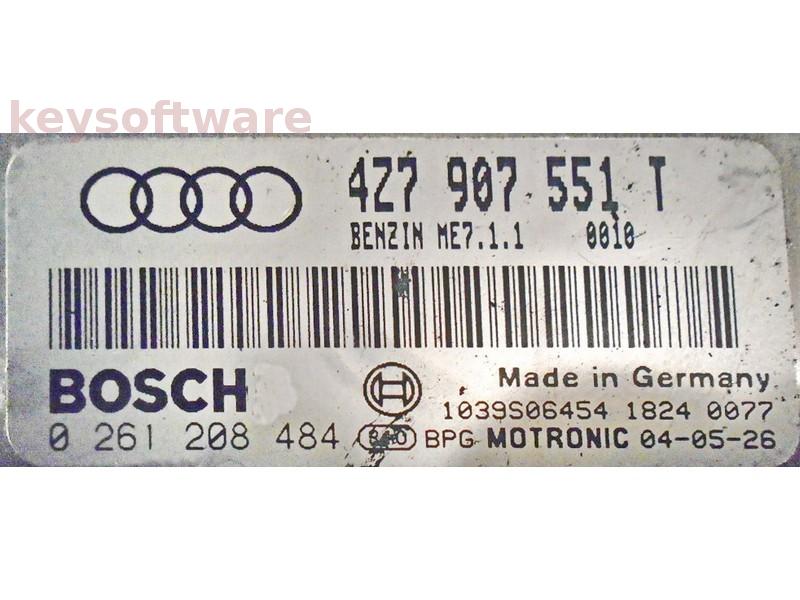 keysoftware
4Z7 907 551 T
BENZIN ME7.1.1 0010
BOSCH
Made in Germany
1039S06454 1824 0077
0 261 208 484 BPG MOTRONIC 04-05-26